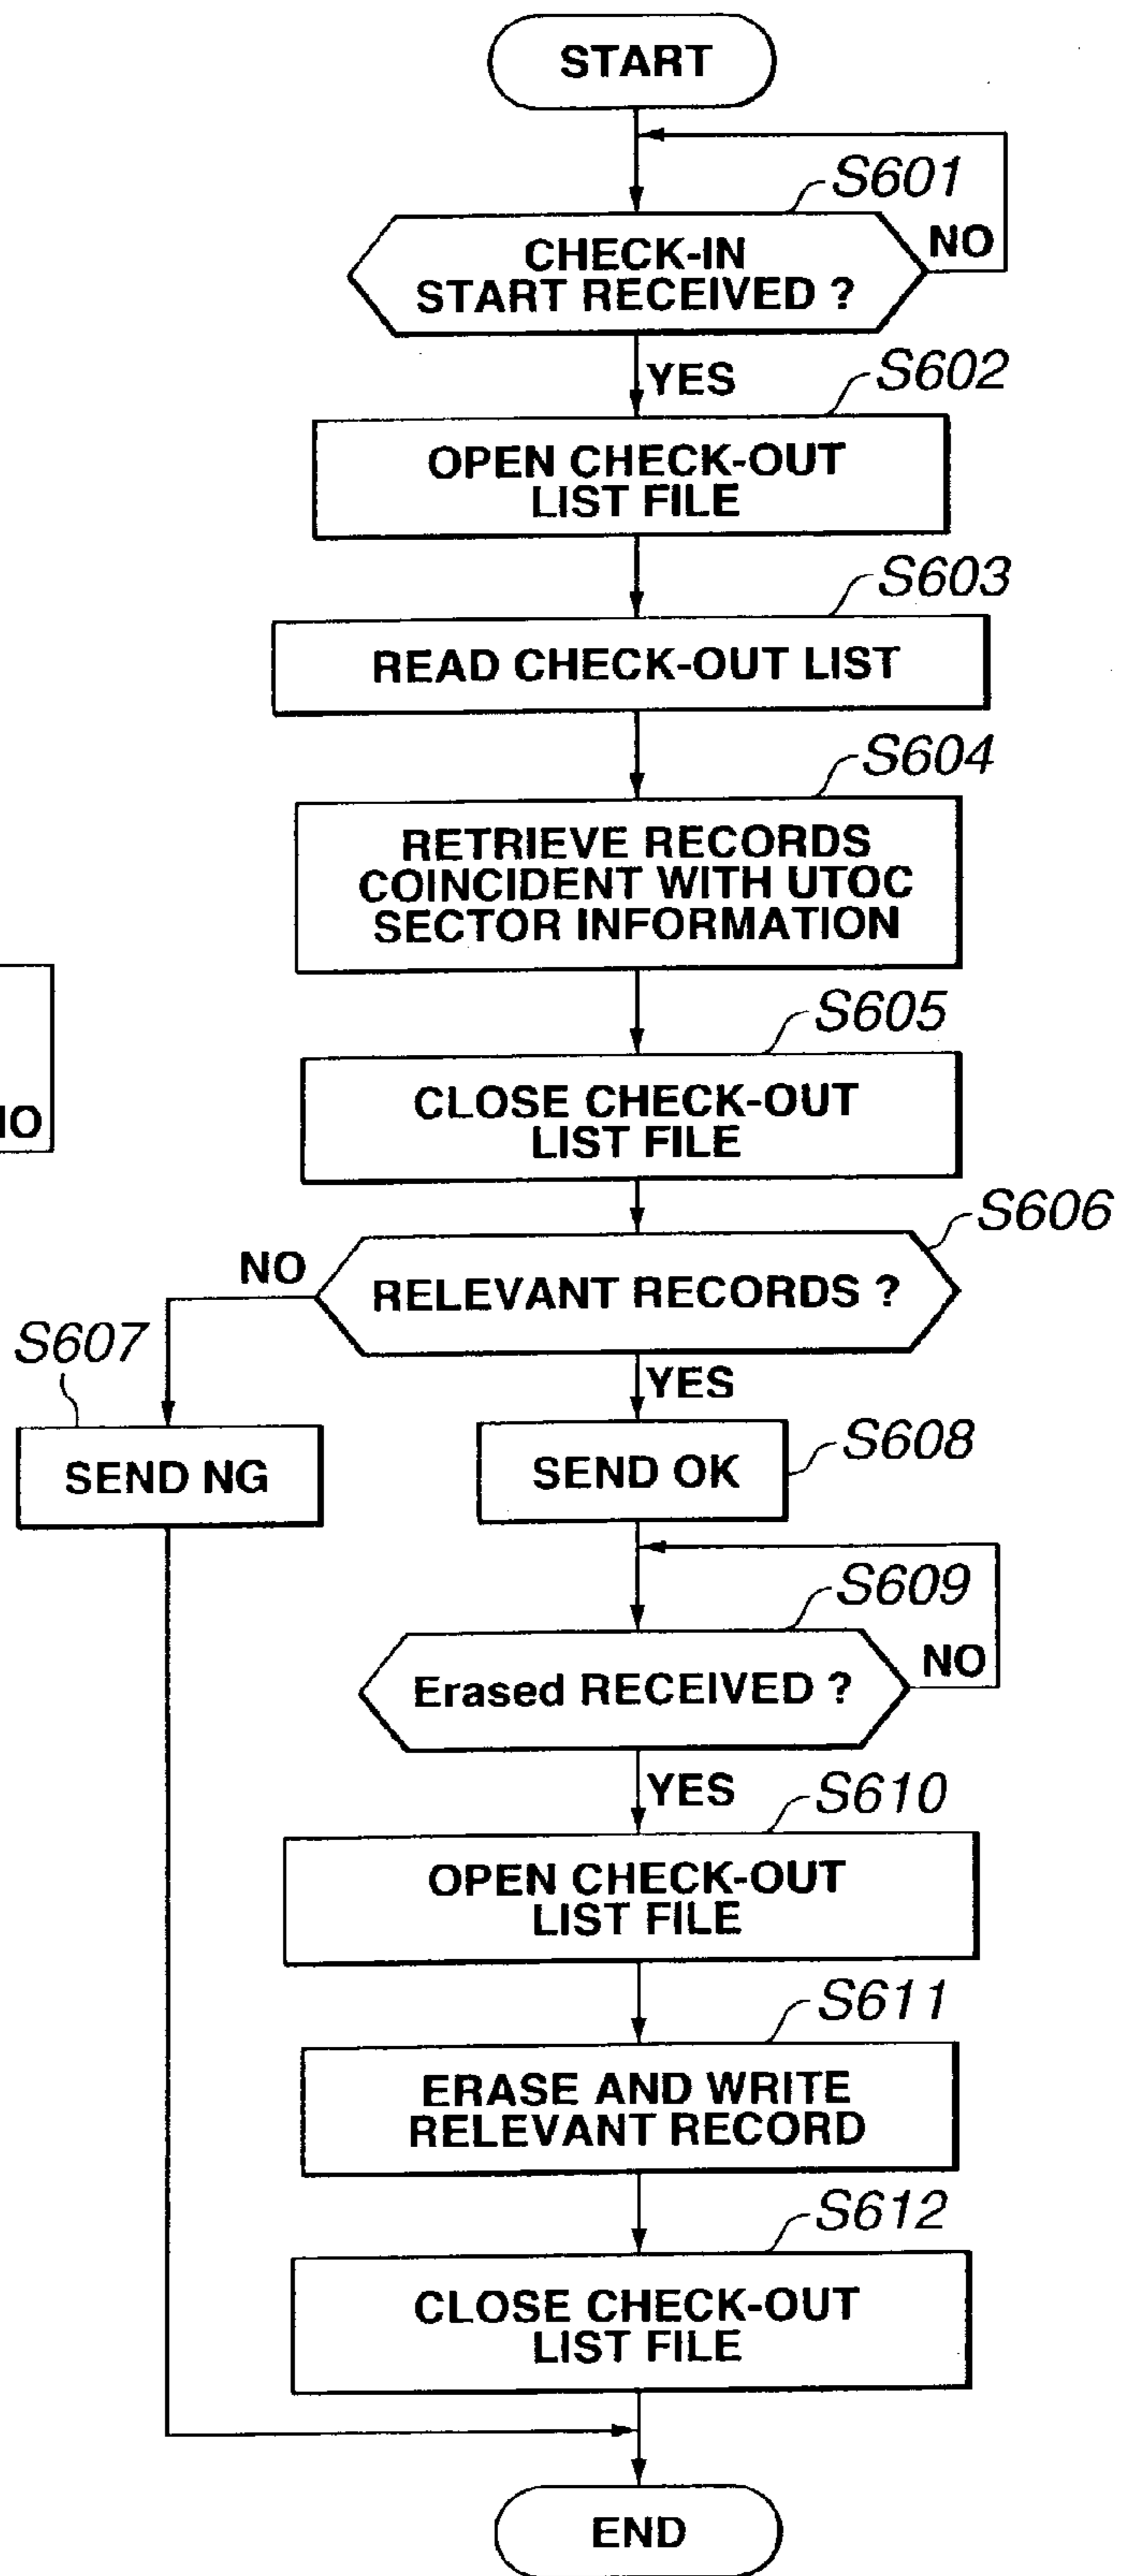 START
S601
NO
CHECK-IN
START RECEIVED ?
YES
S602
OPEN CHECK-OUT
LIST FILE
S603
READ CHECK-OUT LIST
S604
RETRIEVE RECORDS
COINCIDENT WITH UTOC
SECTOR INFORMATION
S605
CLOSE CHECK-OUT
LIST FILE
S606
NO
RELEVANT RECORDS ?
S607
YES
SEND NG
S608
SEND OK
S609
NO
Erased RECEIVED ?
YES
S610
OPEN CHECK-OUT
LIST FILE
S611
ERASE AND WRITE
RELEVANT RECORD
S612
CLOSE CHECK-OUT
LIST FILE
END